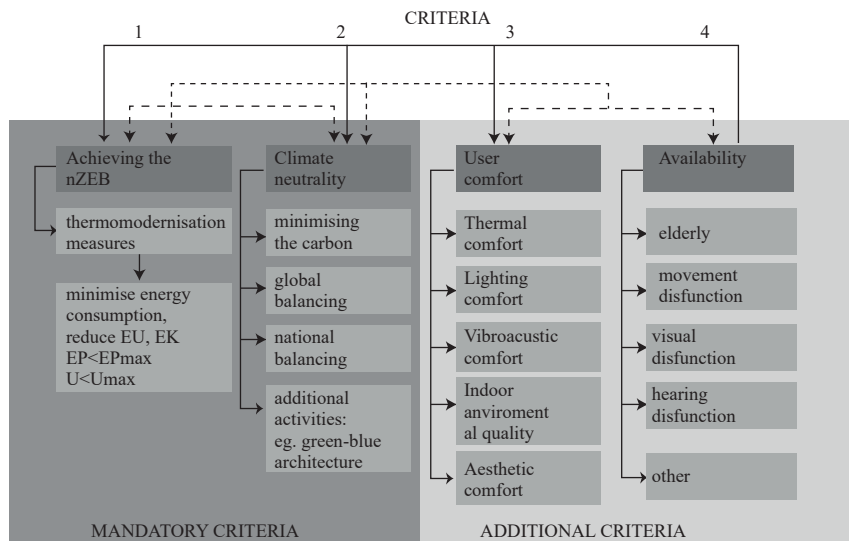 CRITERIA
1
2
3
4
Achieving the
nZEB
thermomodernisation
measures
minimise energy
consumption,
reduce EU, EK
EP<EPmax
U<Umax
Climate
neutrality
minimising
the carbon
global
balancing
national
balancing
additional
activities:
eg. green-blue
architecture
MANDATORY CRITERIA
User
comfort
Thermal
comfort
Lighting
comfort
Vibroacustic
comfort
Indoor
anviroment
al quality
Aesthetic
comfort
Availability
elderly
movement
disfunction
visual
disfunction
hearing
disfunction
other
ADDITIONAL CRITERIA